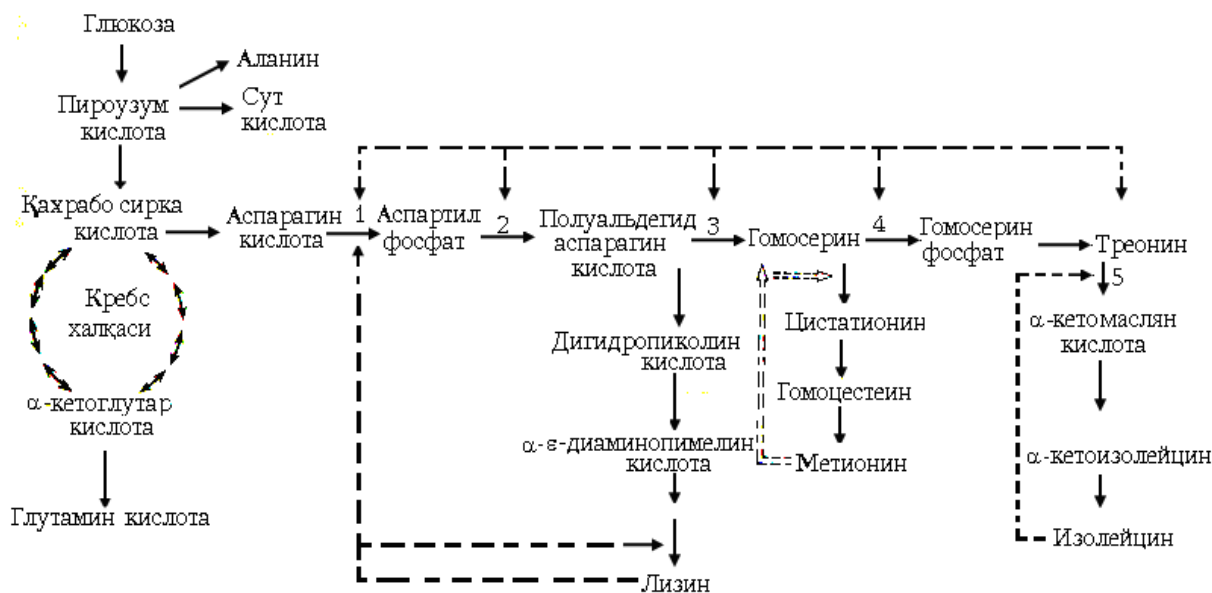 Глюкоза
Аланин
Пироузум
кислота
Сут
кислота
Қахрабо сирка
кислота
Аспарагин
кислота
1
Аспартил
фосфат
2
Полуальдегид
аспарагин
кислота
3
Гомосерин
4
Гомосерин
фосфат
Треонин
5
Кребс
халқаси
Дигидропиколин
кислота
Цистатионин
α-кетомаслян
кислота
α-кетоглутар
кислота
Гомоцестеин
α-ε-диаминопимелин
кислота
Метионин
α-кетоизолейцин
Глутамин кислота
Изолейцин
Лизин